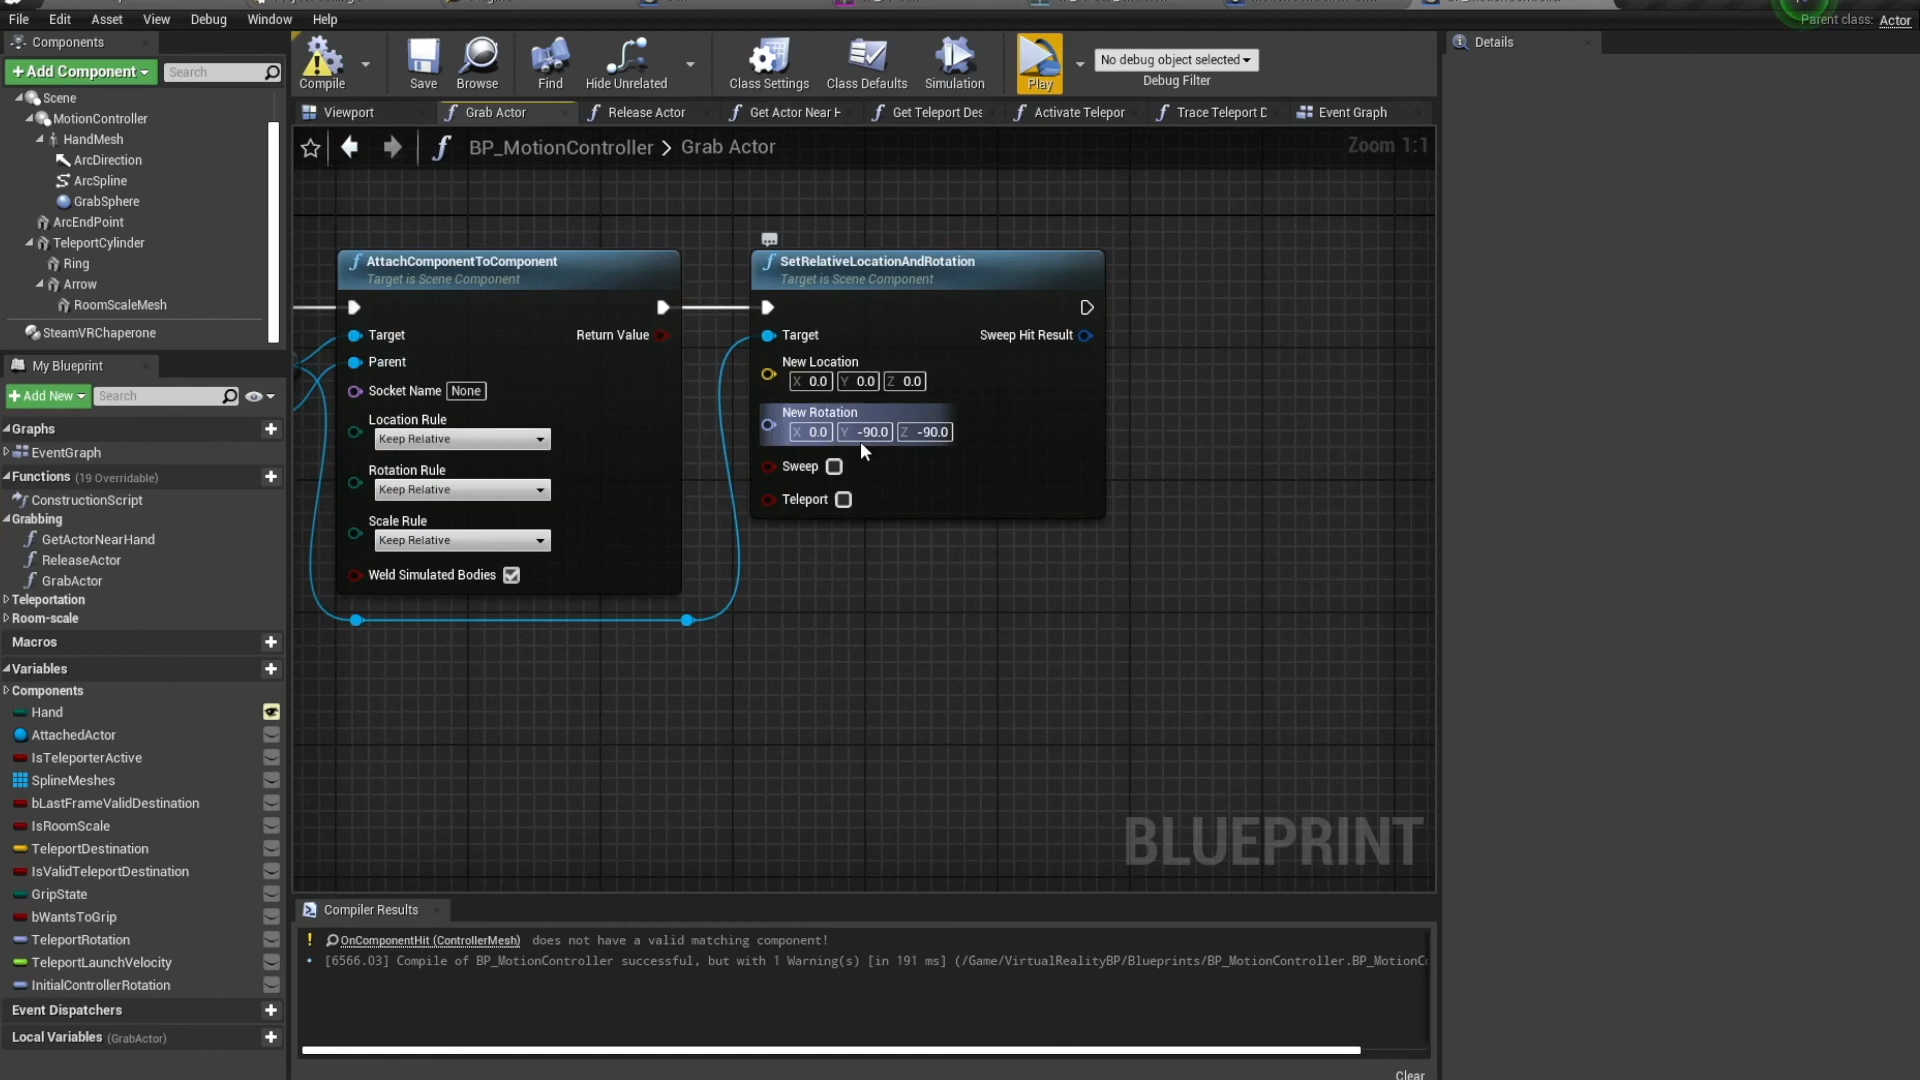 File Edit Asset View Debug Window Help
Parent class: Actor
Components
+Add Component
Search
Scene
MotionController
HandMesh
ArcDirection
ArcSpline
GrabSphere
ArcEndPoint
TeleportCylinder
Ring
Arrow
RoomScaleMesh
SteamVRChaperone
My Blueprint
+Add New
Search
Graphs
EventGraph
Functions (19 Overridable)
ConstructionScript
Grabbing
GetActorNearHand
ReleaseActor
GrabActor
Teleportation
Room-scale
Macros
Variables
Components
Hand
AttachedActor
IsTeleporterActive
SplineMeshes
bLastFrameValidDestination
IsRoomScale
TeleportDestination
IsValidTeleportDestination
GripState
bWantsToGrip
TeleportRotation
TeleportLaunchVelocity
InitialControllerRotation
Event Dispatchers
Local Variables (GrabActor)
Compile
Save
Browse
Find
Hide Unrelated
Class Settings
Class Defaults
Simulation
Play
No debug object selected
Debug Filter
Viewport
Grab Actor
Release Actor
Get Actor Near H
Get Teleport Des
Activate Telepor
Trace Teleport D
Event Graph
BP_MotionController > Grab Actor
Zoom 1:1
AttachComponentToComponent
Target is Scene Component
Target
Return Value
Parent
Socket Name None
Location Rule
Keep Relative
Rotation Rule
Keep Relative
Scale Rule
Keep Relative
Weld Simulated Bodies
SetRelativeLocationAndRotation
Target is Scene Component
Target
Sweep Hit Result
New Location
X 0.0 Y 0.0 Z 0.0
New Rotation
X 0.0 Y -90.0 Z -90.0
Sweep
Teleport
BLUEPRINT
Compiler Results
OnComponentHit (ControllerMesh) does not have a valid matching component!
[6566.03] Compile of BP_MotionController successful, but with 1 Warning(s) [in 191 ms] (/Game/VirtualRealityBP/Blueprints/BP_MotionController.BP_MotionC
Clear
Details